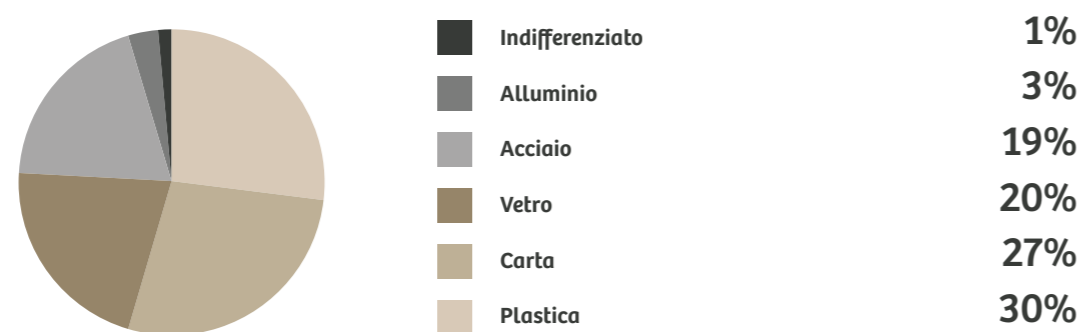 Indifferenziato 1%
Alluminio 3%
Acciaio 19%
Vetro 20%
Carta 27%
Plastica 30%